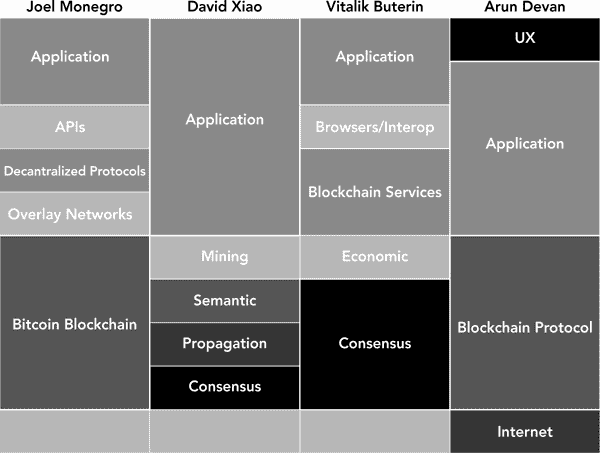 Joel Monegro David Xiao Vitalik Buterin Arun Devan
Application
APIs
Decantralized Protocols
Overlay Networks
Bitcoin Blockchain
Application
Mining
Semantic
Propagation
Consensus
Application
Browsers/Interop
Blockchain Services
Economic
Consensus
UX
Application
Blockchain Protocol
Internet